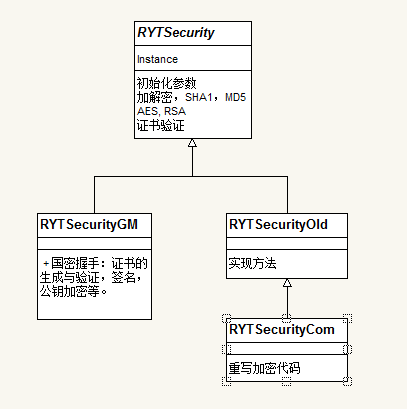 RYTSecurity
Instance
初始化参数
加解密，SHA1，MD5
AES, RSA
证书验证
RYTSecurityGM
+国密握手：证书的
生成与验证，签名，
公钥加密等。
RYTSecurityOld
实现方法
RYTSecurityCom
重写加密代码